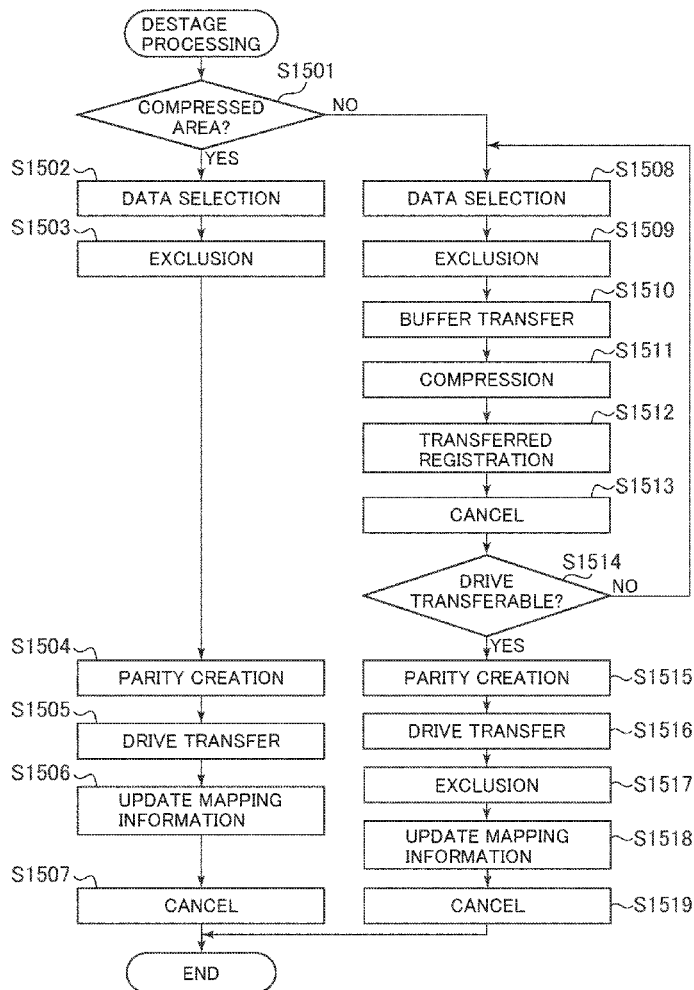 DESTAGE
PROCESSING
S1501
COMPRESSED
AREA?
NO
YES
S1502
DATA SELECTION
S1503
EXCLUSION
S1504
PARITY CREATION
S1505
DRIVE TRANSFER
S1506
UPDATE MAPPING
INFORMATION
S1507
CANCEL
S1508
DATA SELECTION
S1509
EXCLUSION
S1510
BUFFER TRANSFER
S1511
COMPRESSION
S1512
TRANSFERRED
REGISTRATION
S1513
CANCEL
S1514
DRIVE
TRANSFERABLE?
NO
YES
PARITY CREATION
S1515
DRIVE TRANSFER
S1516
EXCLUSION
S1517
UPDATE MAPPING
INFORMATION
S1518
CANCEL
S1519
END